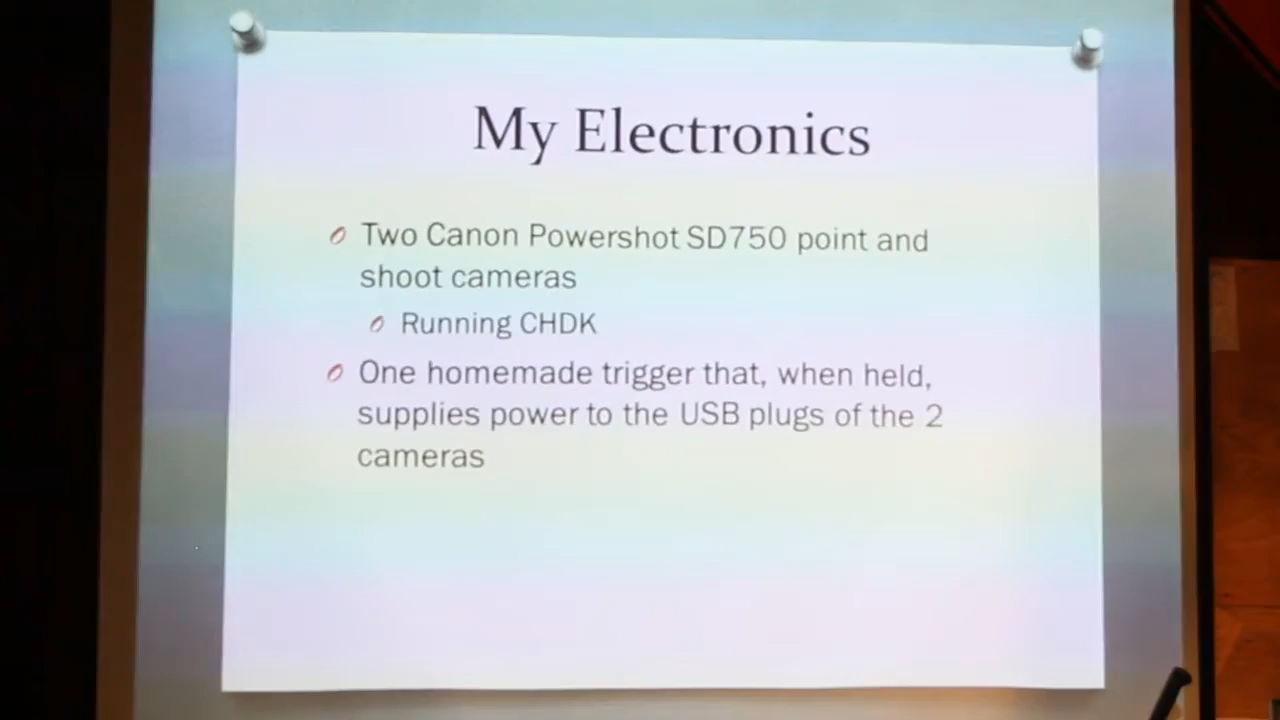 My Electronics
Two Canon Powershot SD750 point and
shoot cameras
Running CHDK
One homemade trigger that, when held,
supplies power to the USB plugs of the 2
cameras